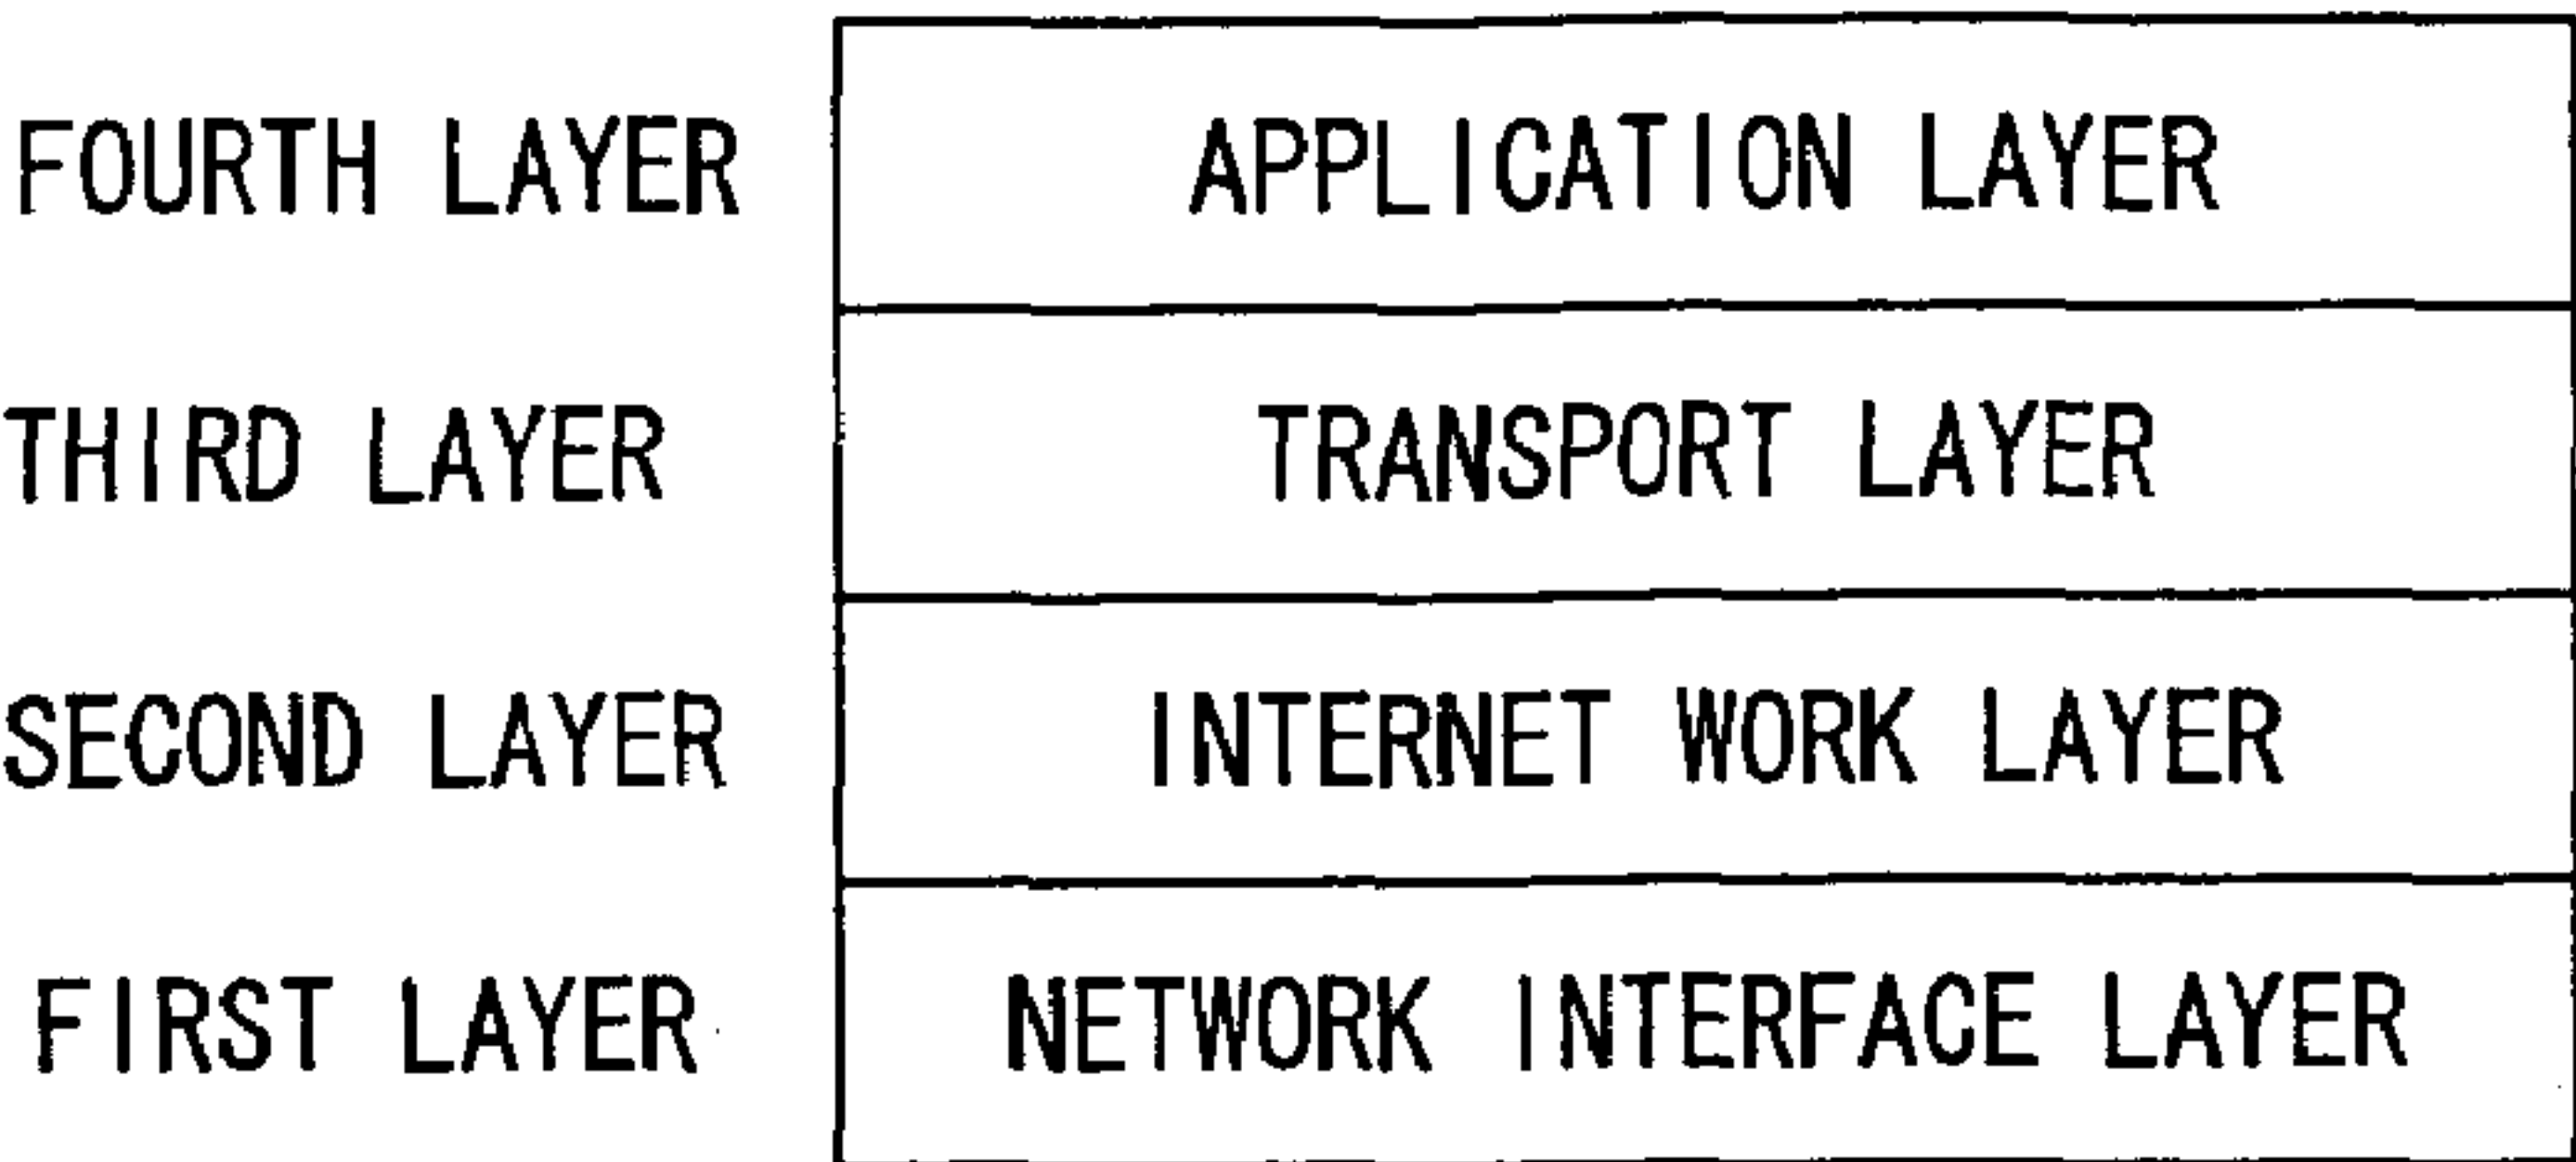 FOURTH LAYER APPLICATION LAYER
THIRD LAYER TRANSPORT LAYER
SECOND LAYER INTERNET WORK LAYER
FIRST LAYER NETWORK INTERFACE LAYER